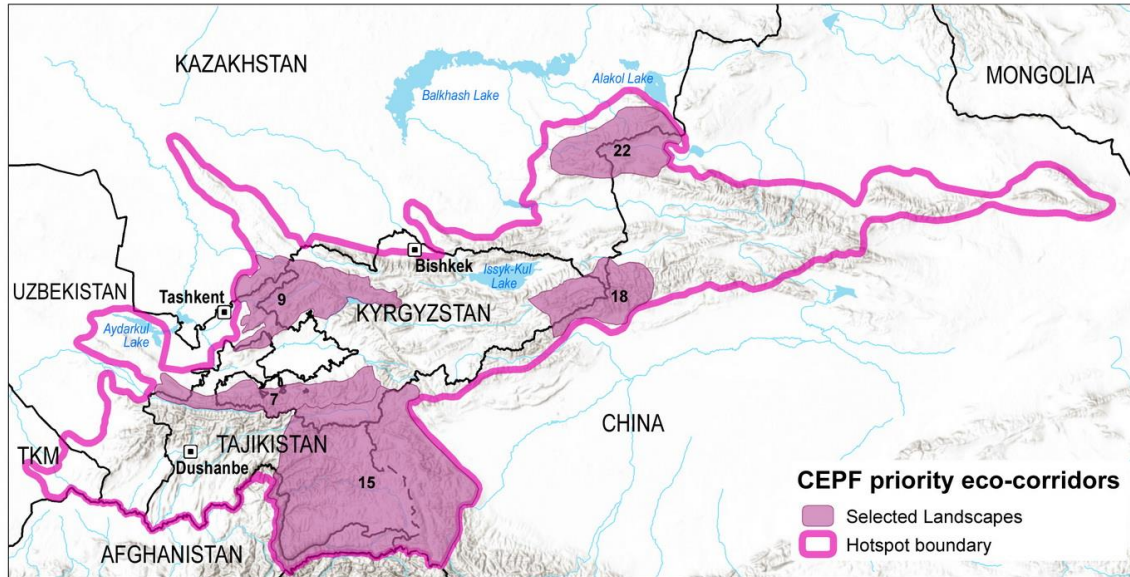 KAZAKHSTAN
MONGOLIA
Alakol Lake
Balkhash Lake
22
Bishkek
Issyk-Kul
Lake
UZBEKISTAN
Tashkent
9
18
KYRGYZSTAN
Aydarkul
Lake
7
TAJIKISTAN
CHINA
TKM
Dushanbe
15
AFGHANISTAN
CEPF priority eco-corridors
Selected Landscapes
Hotspot boundary